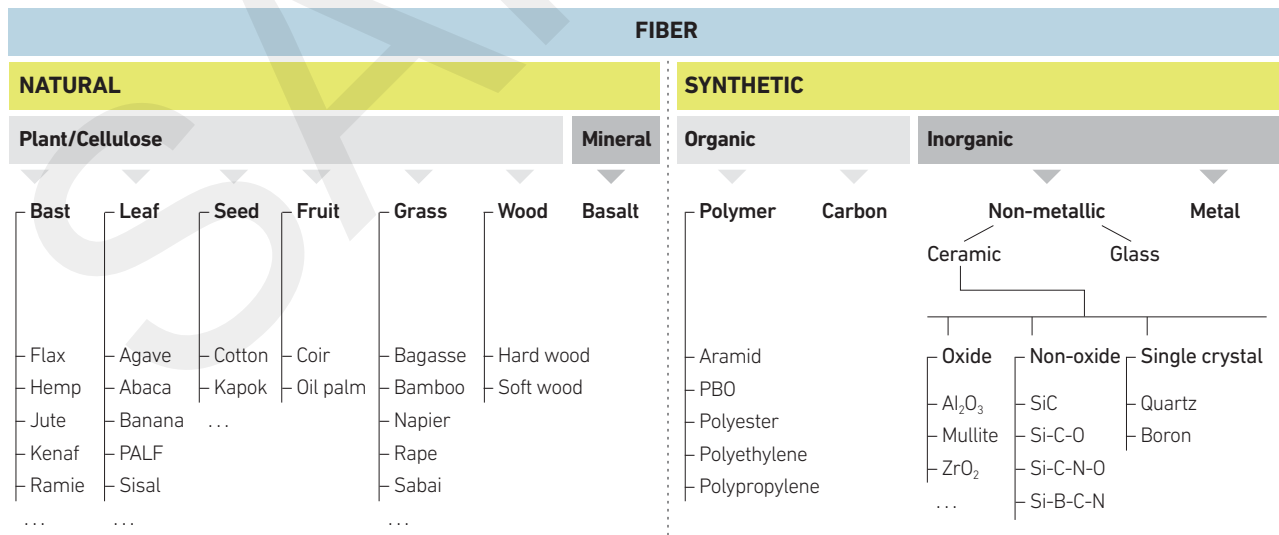 FIBER
NATURAL
SYNTHETIC
Plant/Cellulose
Mineral
Organic
Inorganic
Bast
Leaf
Seed
Fruit
Grass
Wood
Basalt
Polymer
Carbon
Non-metallic
Metal
Ceramic
Glass
Flax
Hemp
Jute
Kenaf
Ramie
...
Agave
Abaca
Banana
PALF
Sisal
...
Cotton
Kapok
...
Coir
Oil palm
Bagasse
Bamboo
Napier
Rape
Sabai
...
Hard wood
Soft wood
Aramid
PBO
Polyester
Polyethylene
Polypropylene
Oxide
Al₂O₃
Mullite
ZrO₂
...
Non-oxide
SiC
Si-C-O
Si-C-N-O
Si-B-C-N
Single crystal
Quartz
Boron